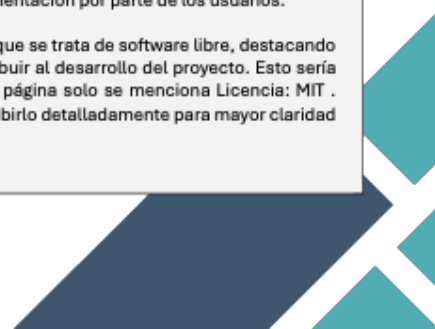 mentación por parte de los usuarios.
que se trata de software libre, destacando
buir al desarrollo del proyecto. Esto sería
página solo se menciona Licencia: MIT .
birlo detalladamente para mayor claridad